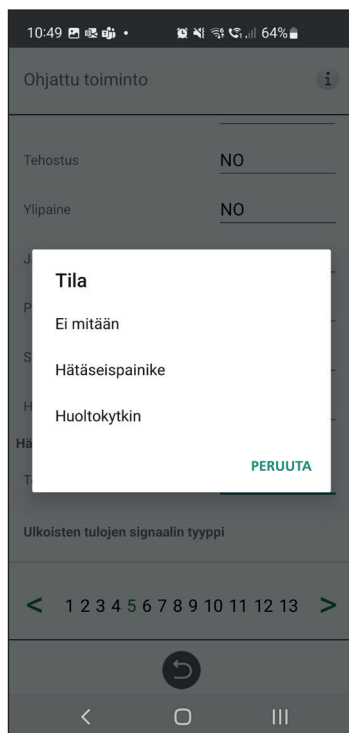 10:49 64%
Ohjattu toiminto i
Tehostus NO
Ylipaine NO
J
Tila
P
Ei mitään
S
Hätäseispainike
H
Huoltokytkin
Hä
PERUUTA
T
Ulkoisten tulojen signaalin tyyppi
< 1 2 3 4 5 6 7 8 9 10 11 12 13 >